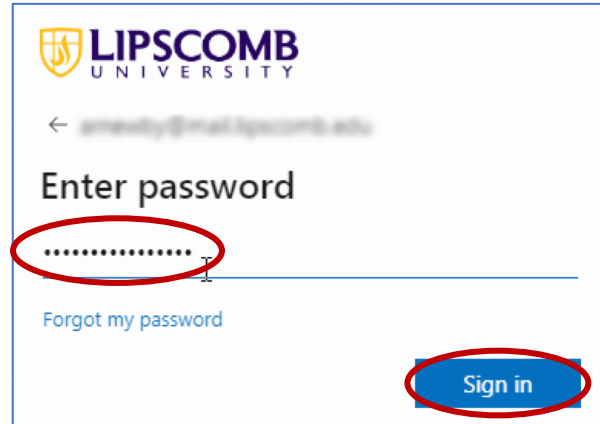 LIPSCOMB
UNIVERSITY
Enter password
••••••••••••••••
Forgot my password
Sign in